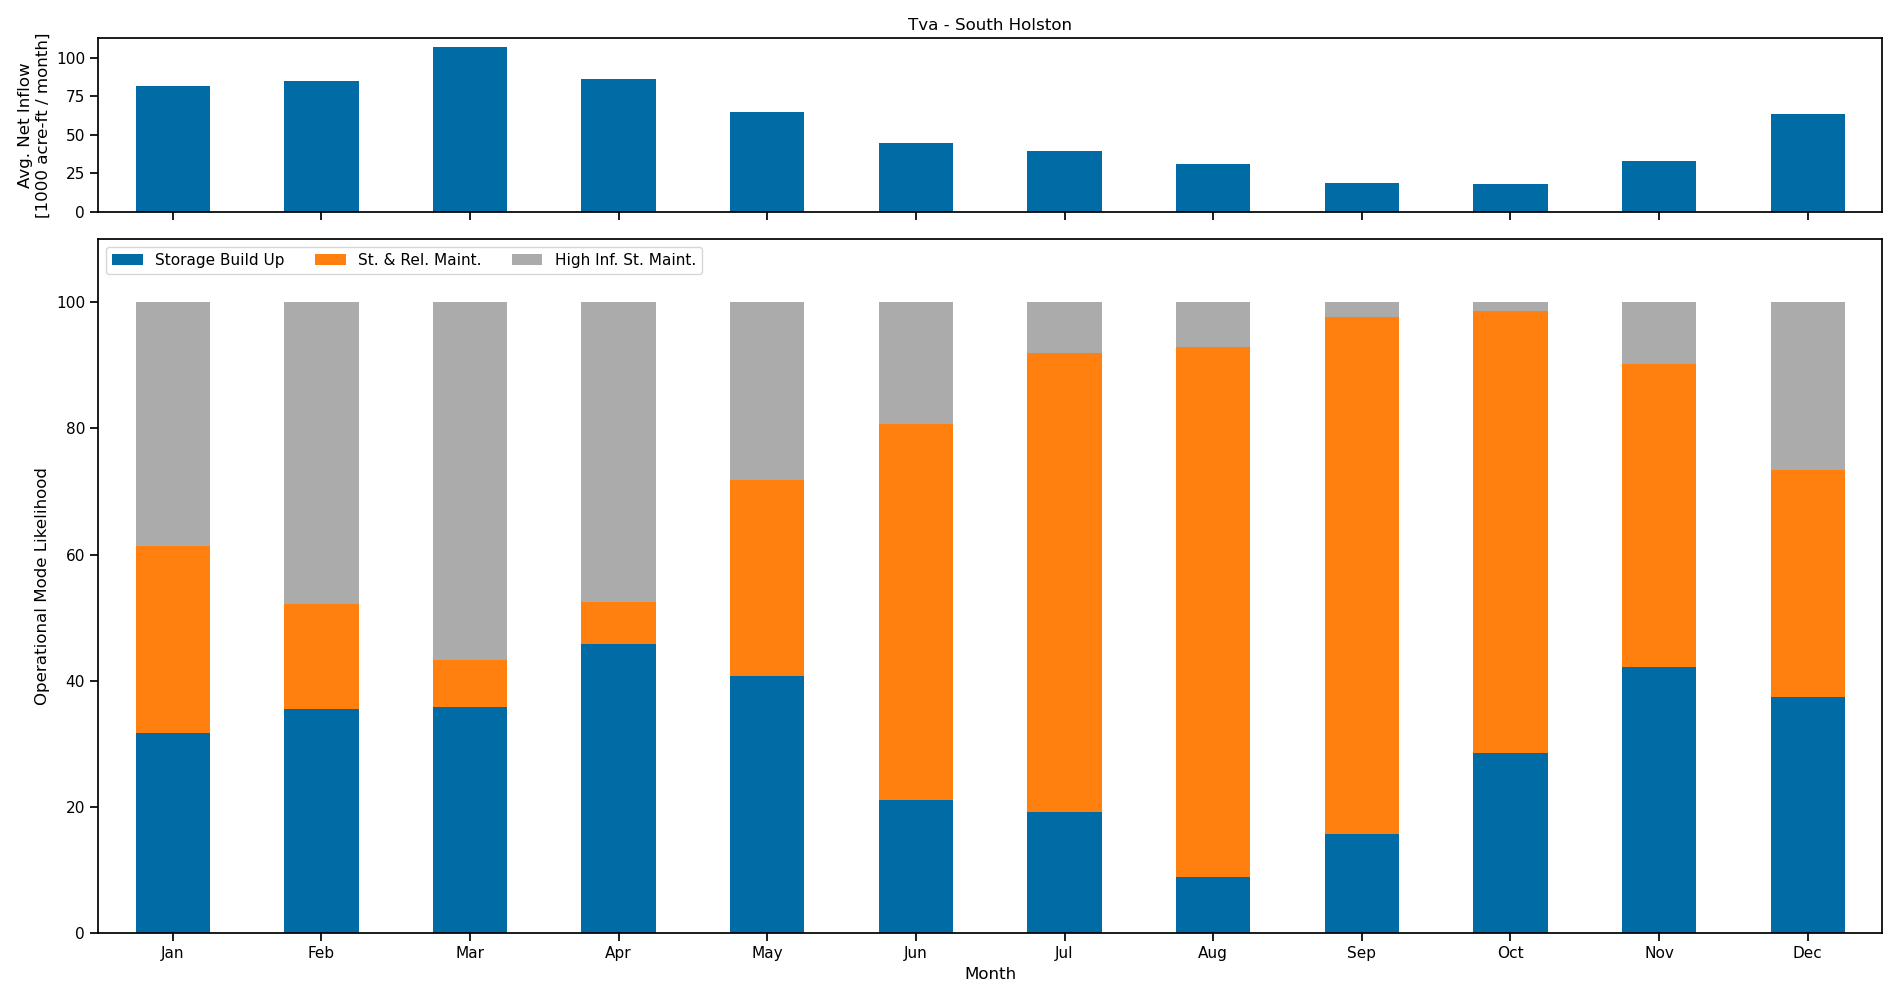 Tva - South Holston
Avg. Net Inflow
[1000 acre-ft / month]
100
75
50
25
0
Storage Build Up
St. & Rel. Maint.
High Inf. St. Maint.
Operational Mode Likelihood
100
80
60
40
20
0
Jan Feb Mar Apr May Jun Jul Aug Sep Oct Nov Dec
Month